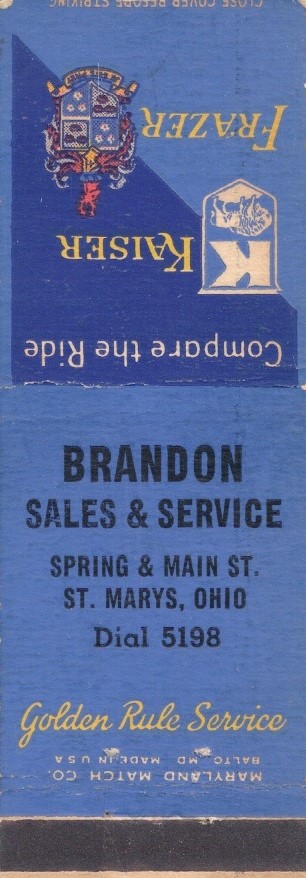 CLOSE COVER BEFORE STRIKING
FRAZER
K
KAISER
Compare the Ride
BRANDON
SALES & SERVICE
SPRING & MAIN ST.
ST. MARYS, OHIO
Dial 5198
Golden Rule Service
MARYLAND MATCH CO.
BALTO. MD. MADE IN USA